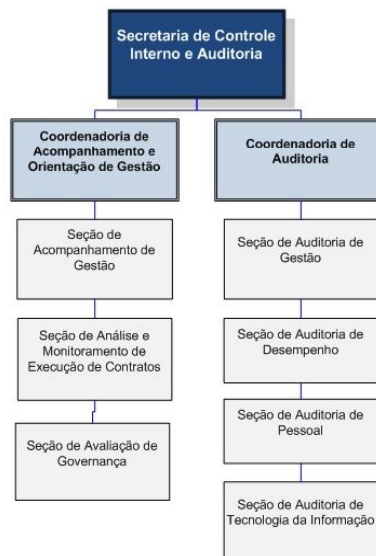 Secretaria de Controle
Interno e Auditoria
Coordenadoria de
Acompanhamento e
Orientação de Gestão
Seção de
Acompanhamento de
Gestão
Seção de Análise e
Monitoramento de
Execução de Contratos
Seção de Avaliação de
Governança
Coordenadoria de
Auditoria
Seção de Auditoria de
Gestão
Seção de Auditoria de
Desempenho
Seção de Auditoria de
Pessoal
Seção de Auditoria de
Tecnologia da Informação